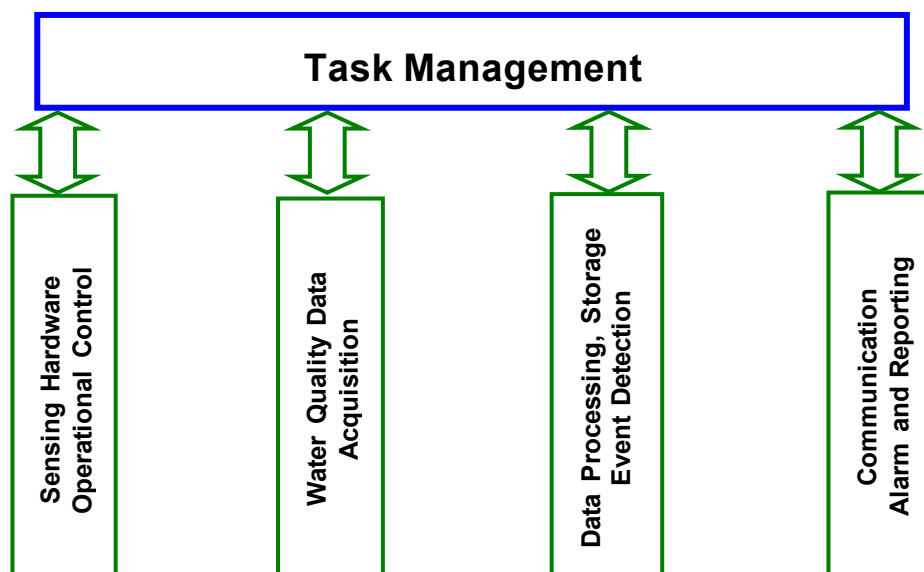 Task Management
Sensing Hardware
Operational Control
Water Quality Data
Acquisition
Data Processing, Storage
Event Detection
Communication
Alarm and Reporting